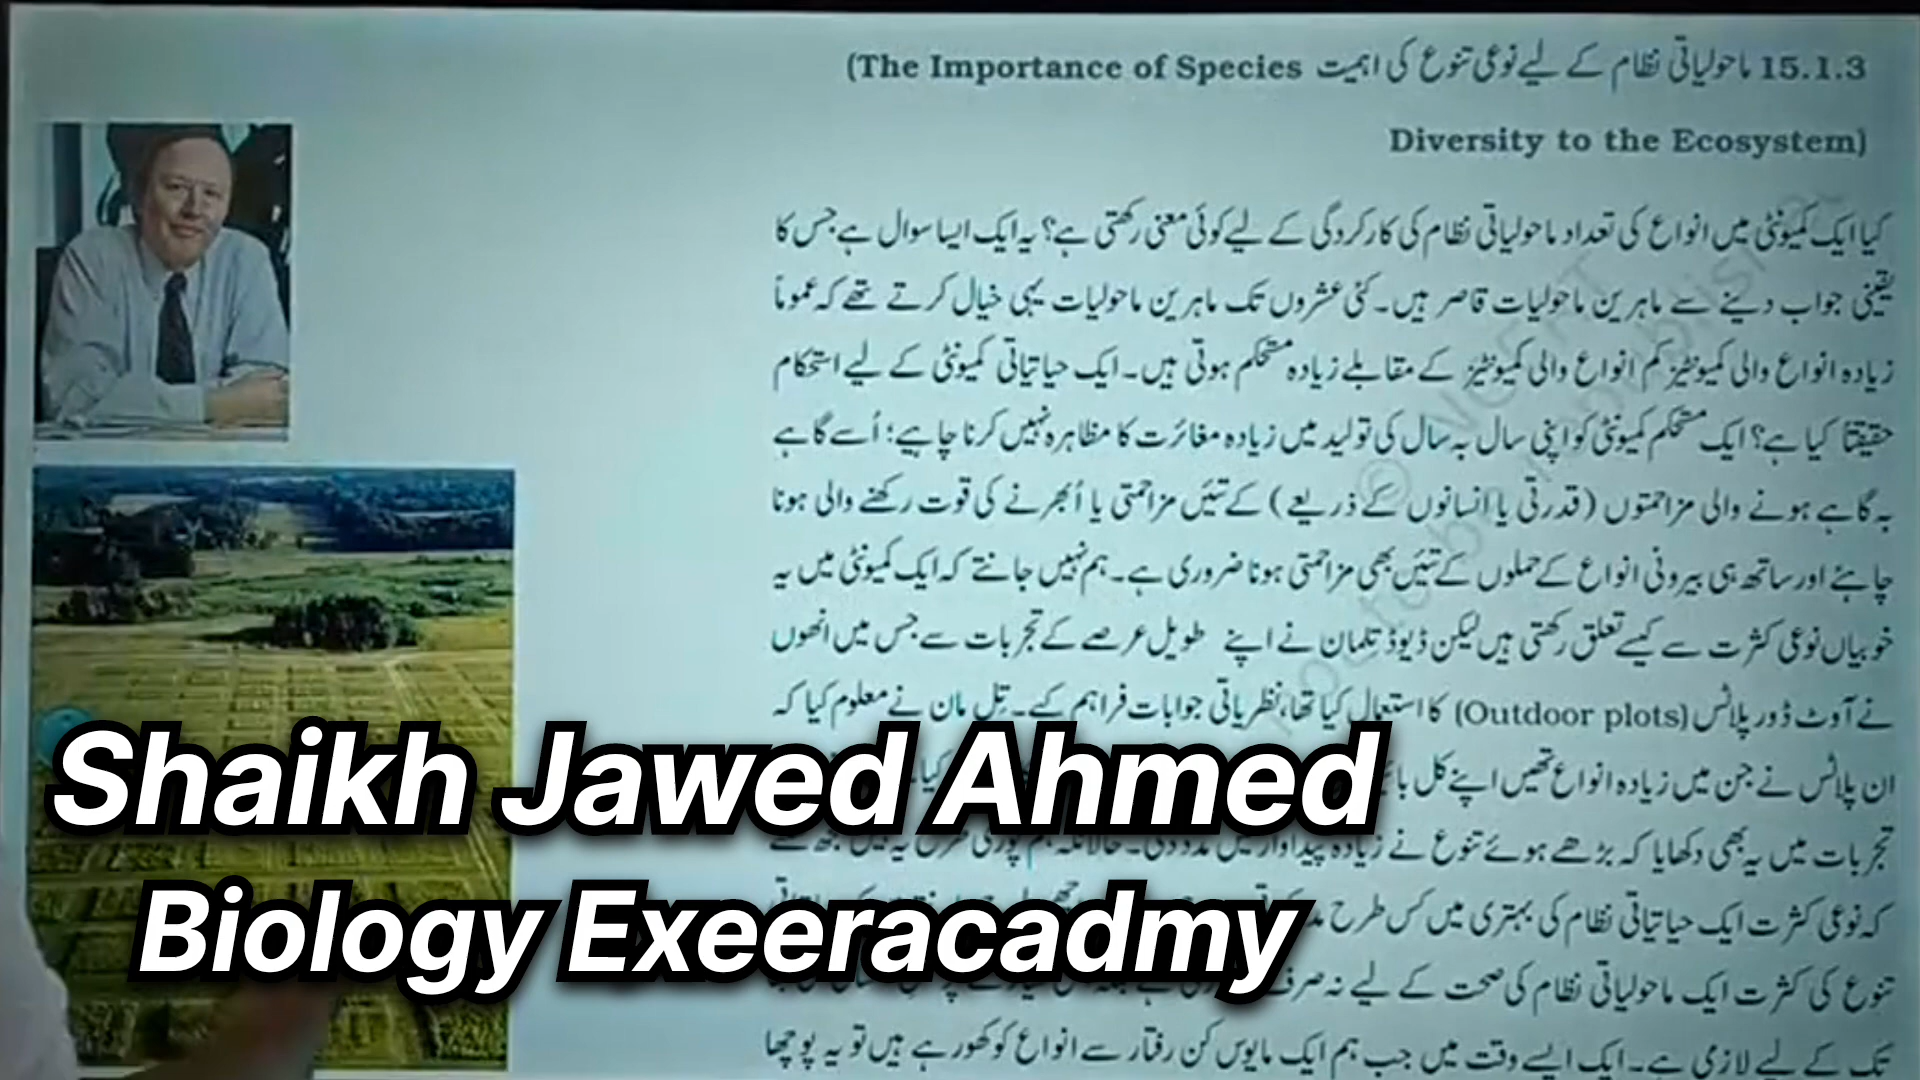 15.1.3 ماحولیاتی نظام کے لیے نوعی تنوع کی اہمیت (The Importance of Species
Diversity to the Ecosystem)
کیا ایک کمیونٹی میں انواع کی تعداد ماحولیاتی نظام کی کارکردگی کے لیے کوئی معنی رکھتی ہے؟ یہ ایک ایسا سوال ہے جس کا
یقینی جواب دینے سے ماہرین ماحولیات قاصر ہیں۔ کئی عشروں تک ماہرین ماحولیات یہی خیال کرتے تھے کہ عموماً
زیادہ انواع والی کمیونٹیز کم انواع والی کمیونٹیز کے مقابلے زیادہ مستحکم ہوتی ہیں۔ ایک حیاتیاتی کمیونٹی کے لیے استحکام
حقیقتاً کیا ہے؟ ایک مستحکم کمیونٹی کو اپنی سال بہ سال کی تولید میں زیادہ مغائرت کا مظاہرہ نہیں کرنا چاہیے؛ اُسے گاہے
بہ گاہے ہونے والی مزاحمتوں (قدرتی یا انسانوں کے ذریعے) کے تئیں مزاحمتی یا اُبھرنے کی قوت رکھنے والی ہونا
چاہئے اور ساتھ ہی بیرونی انواع کے حملوں کے تئیں بھی مزاحمتی ہونا ضروری ہے۔ ہم نہیں جانتے کہ ایک کمیونٹی میں یہ
خوبیاں نوعی کثرت سے کیسے تعلق رکھتی ہیں لیکن ڈیوڈ تلمان نے اپنے طویل عرصے کے تجربات سے جس میں انھوں
نے آوٹ ڈور پلاٹس (Outdoor plots) کا استعمال کیا تھا، نظریاتی جوابات فراہم کیے۔ تِل مان نے معلوم کیا کہ
ان پلاٹس نے جن میں زیادہ انواع تھیں اپنے کل
تجربات میں یہ بھی دکھایا کہ بڑھے ہوئے تنوع نے زیادہ پیداوار میں مدد دی۔ حالانکہ ہم پوری طرح یہ نہیں
کہ نوعی کثرت ایک حیاتیاتی نظام کی بہتری میں کس طرح
تنوع کی کثرت ایک ماحولیاتی نظام کی صحت کے لیے نہ صرف
تک کے لیے لازمی ہے۔ ایک ایسے وقت میں جب ہم ایک مایوس کن رفتار سے انواع کو کھو رہے ہیں تو یہ پوچھا
Shaikh Jawed Ahmed
Biology Exeeracadmy